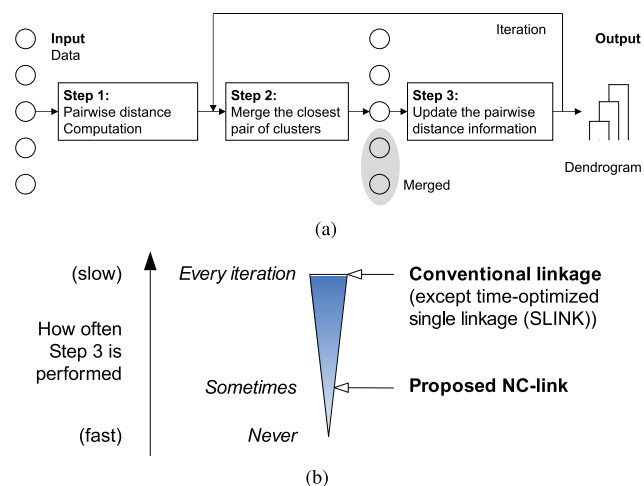 Input
Data
Iteration
Output
Step 1:
Pairwise distance
Computation
Step 2:
Merge the closest
pair of clusters
Step 3:
Update the pairwise
distance information
Merged
Dendrogram
(a)
(slow)
Every iteration
Conventional linkage
(except time-optimized
single linkage (SLINK))
How often
Step 3 is
performed
Sometimes
Proposed NC-link
(fast)
Never
(b)